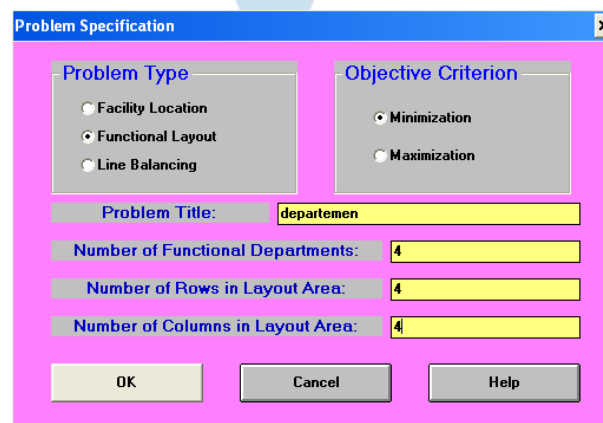 Problem Specification
Problem Type
Facility Location
Functional Layout
Line Balancing
Objective Criterion
Minimization
Maximization
Problem Title: departemen
Number of Functional Departments: 4
Number of Rows in Layout Area: 4
Number of Columns in Layout Area: 4
OK Cancel Help